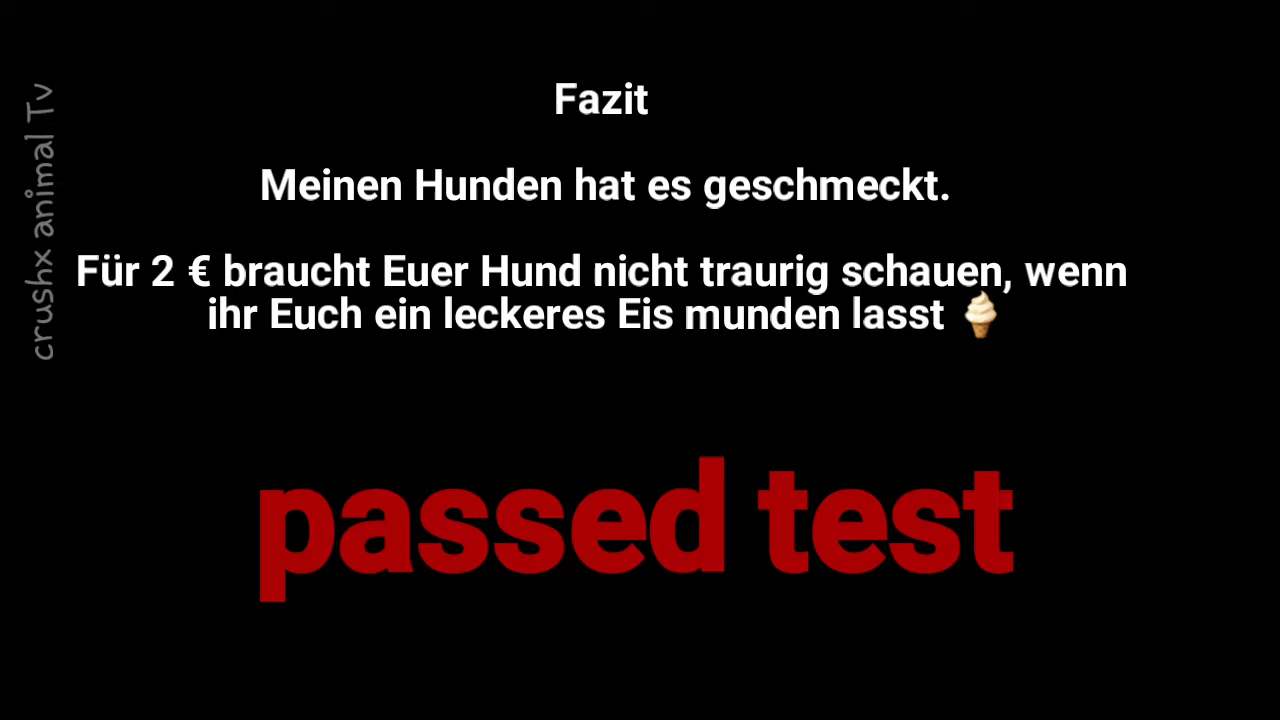 Fazit
Meinen Hunden hat es geschmeckt.
Für 2 € braucht Euer Hund nicht traurig schauen, wenn
ihr Euch ein leckeres Eis munden lasst 🍦
passed test
crushx animal Tv